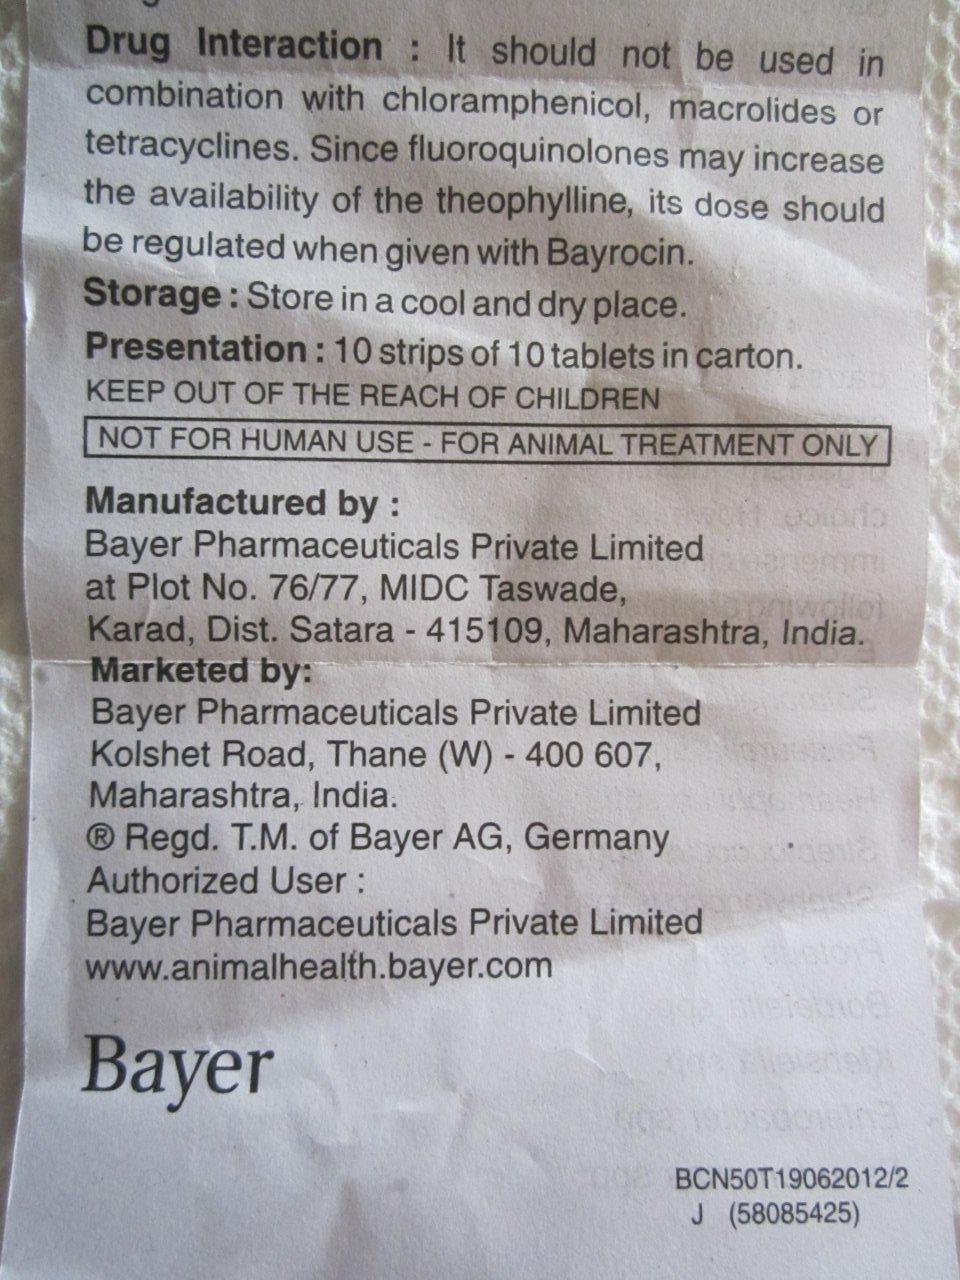 Drug Interaction : It should not be used in
combination with chloramphenicol, macrolides or
tetracyclines. Since fluoroquinolones may increase
the availability of the theophylline, its dose should
be regulated when given with Bayrocin.
Storage : Store in a cool and dry place.
Presentation : 10 strips of 10 tablets in carton.
KEEP OUT OF THE REACH OF CHILDREN
NOT FOR HUMAN USE - FOR ANIMAL TREATMENT ONLY
Manufactured by :
Bayer Pharmaceuticals Private Limited
at Plot No. 76/77, MIDC Taswade,
Karad, Dist. Satara - 415109, Maharashtra, India.
Marketed by:
Bayer Pharmaceuticals Private Limited
Kolshet Road, Thane (W) - 400 607,
Maharashtra, India.
® Regd. T.M. of Bayer AG, Germany
Authorized User :
Bayer Pharmaceuticals Private Limited
www.animalhealth.bayer.com
Bayer
BCN50T19062012/2
J (58085425)